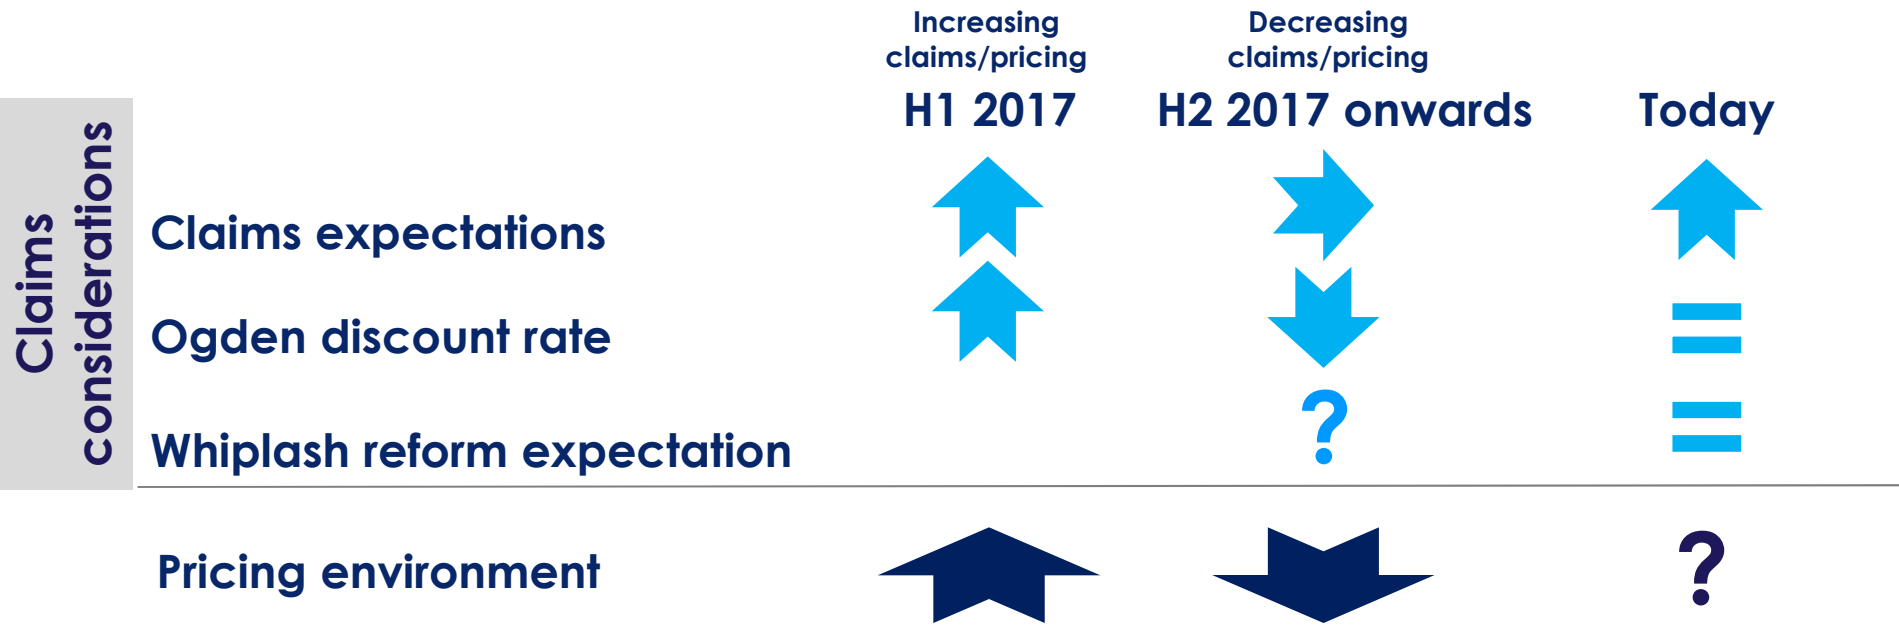 Increasing
claims/pricing
Decreasing
claims/pricing
H1 2017
H2 2017 onwards
Today
Claims
considerations
Claims expectations
Ogden discount rate
Whiplash reform expectation
?
Pricing environment
?